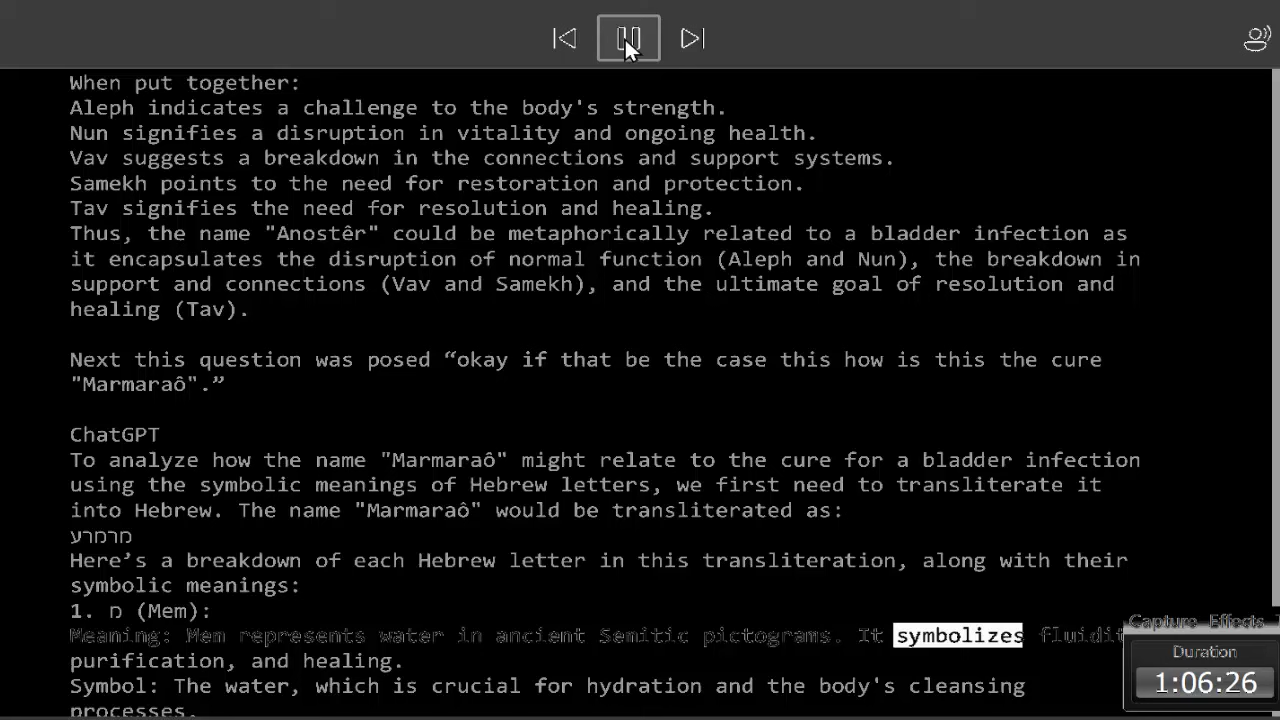 When put together:
Aleph indicates a challenge to the body's strength.
Nun signifies a disruption in vitality and ongoing health.
Vav suggests a breakdown in the connections and support systems.
Samekh points to the need for restoration and protection.
Tav signifies the need for resolution and healing.
Thus, the name "Anostêr" could be metaphorically related to a bladder infection as
it encapsulates the disruption of normal function (Aleph and Nun), the breakdown in
support and connections (Vav and Samekh), and the ultimate goal of resolution and
healing (Tav).
Next this question was posed “okay if that be the case this how is this the cure
"Marmaraô".”
ChatGPT
To analyze how the name "Marmaraô" might relate to the cure for a bladder infection
using the symbolic meanings of Hebrew letters, we first need to transliterate it
into Hebrew. The name "Marmaraô" would be transliterated as:
מרמרע
Here’s a breakdown of each Hebrew letter in this transliteration, along with their
symbolic meanings:
1. מ (Mem):
Meaning: Mem represents water in ancient Semitic pictograms. It symbolizes fluidit
purification, and healing.
Symbol: The water, which is crucial for hydration and the body's cleansing
processes.
Capture Effects
Duration
1:06:26